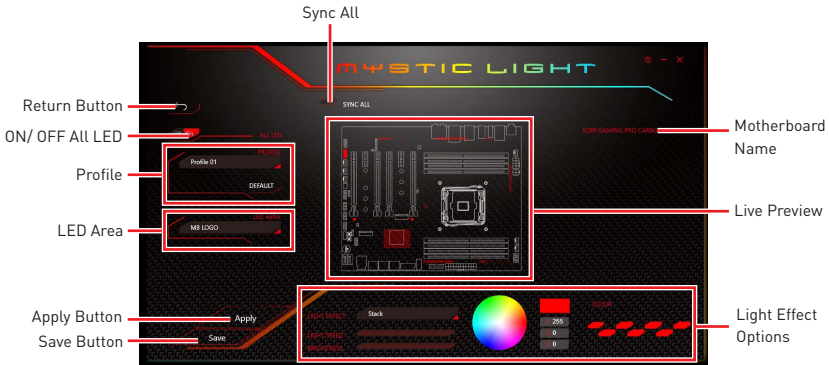 Sync All
MYSTIC LIGHT
Return Button
SYNC ALL
ON/ OFF All LED
ALL LED
X299 GAMING PRO CARBON
Motherboard
Name
Profile
PROFILE
Profile 01
DEFAULT
Live Preview
LED Area
LED AERA
MB LOGO
Apply Button
Apply
Save Button
Save
LIGHT EFFECT
Stack
LIGHT SPEED
BRIGHTNESS
255
0
0
COLOR
Light Effect
Options